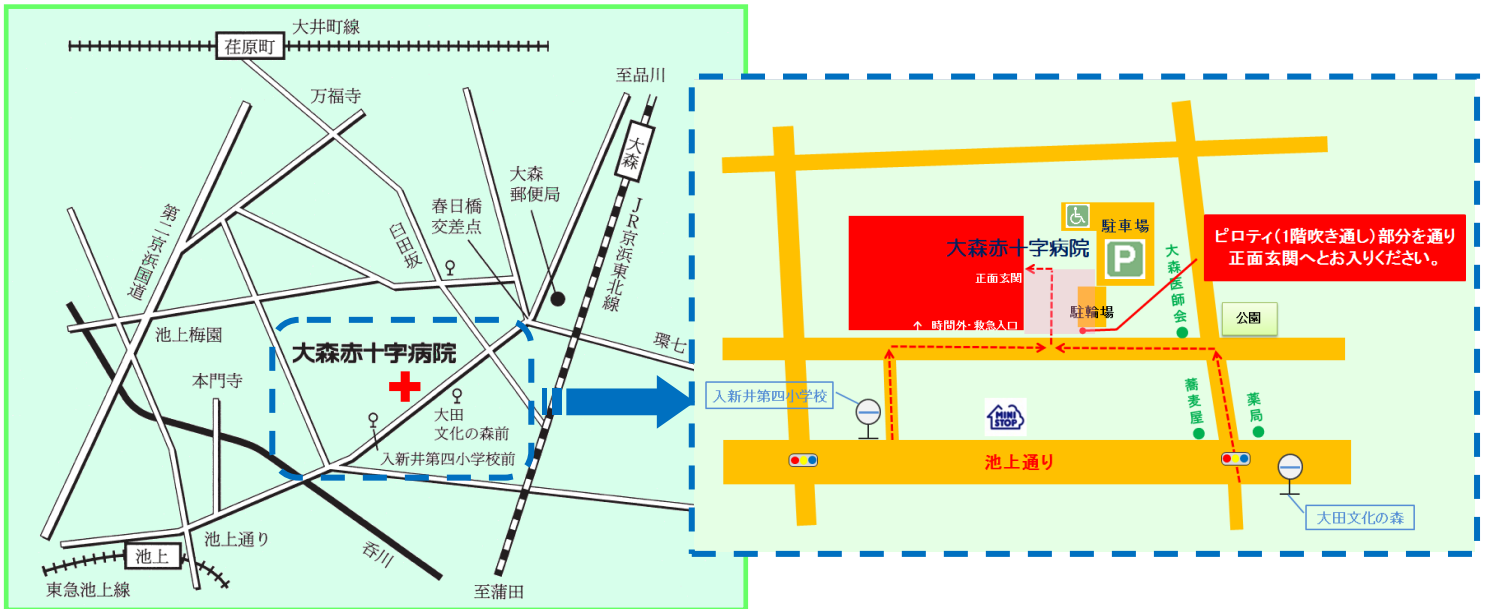 大井町線
荏原町
万福寺
至品川
大森
大森
郵便局
JR京浜東北線
春日橋
交差点
臼田坂
第二京浜国道
池上梅園
大森赤十字病院
環七
本門寺
大田
文化の森前
入新井第四小学校前
池上通り
呑川
池上
東急池上線
至蒲田
大森赤十字病院
駐車場
P
正面玄関
駐輪場
↑ 時間外・救急入口
ピロティ(1階吹き通し)部分を通り
正面玄関へとお入りください。
大森医師会
公園
入新井第四小学校
MINI
STOP
蕎麦屋
薬局
池上通り
大田文化の森